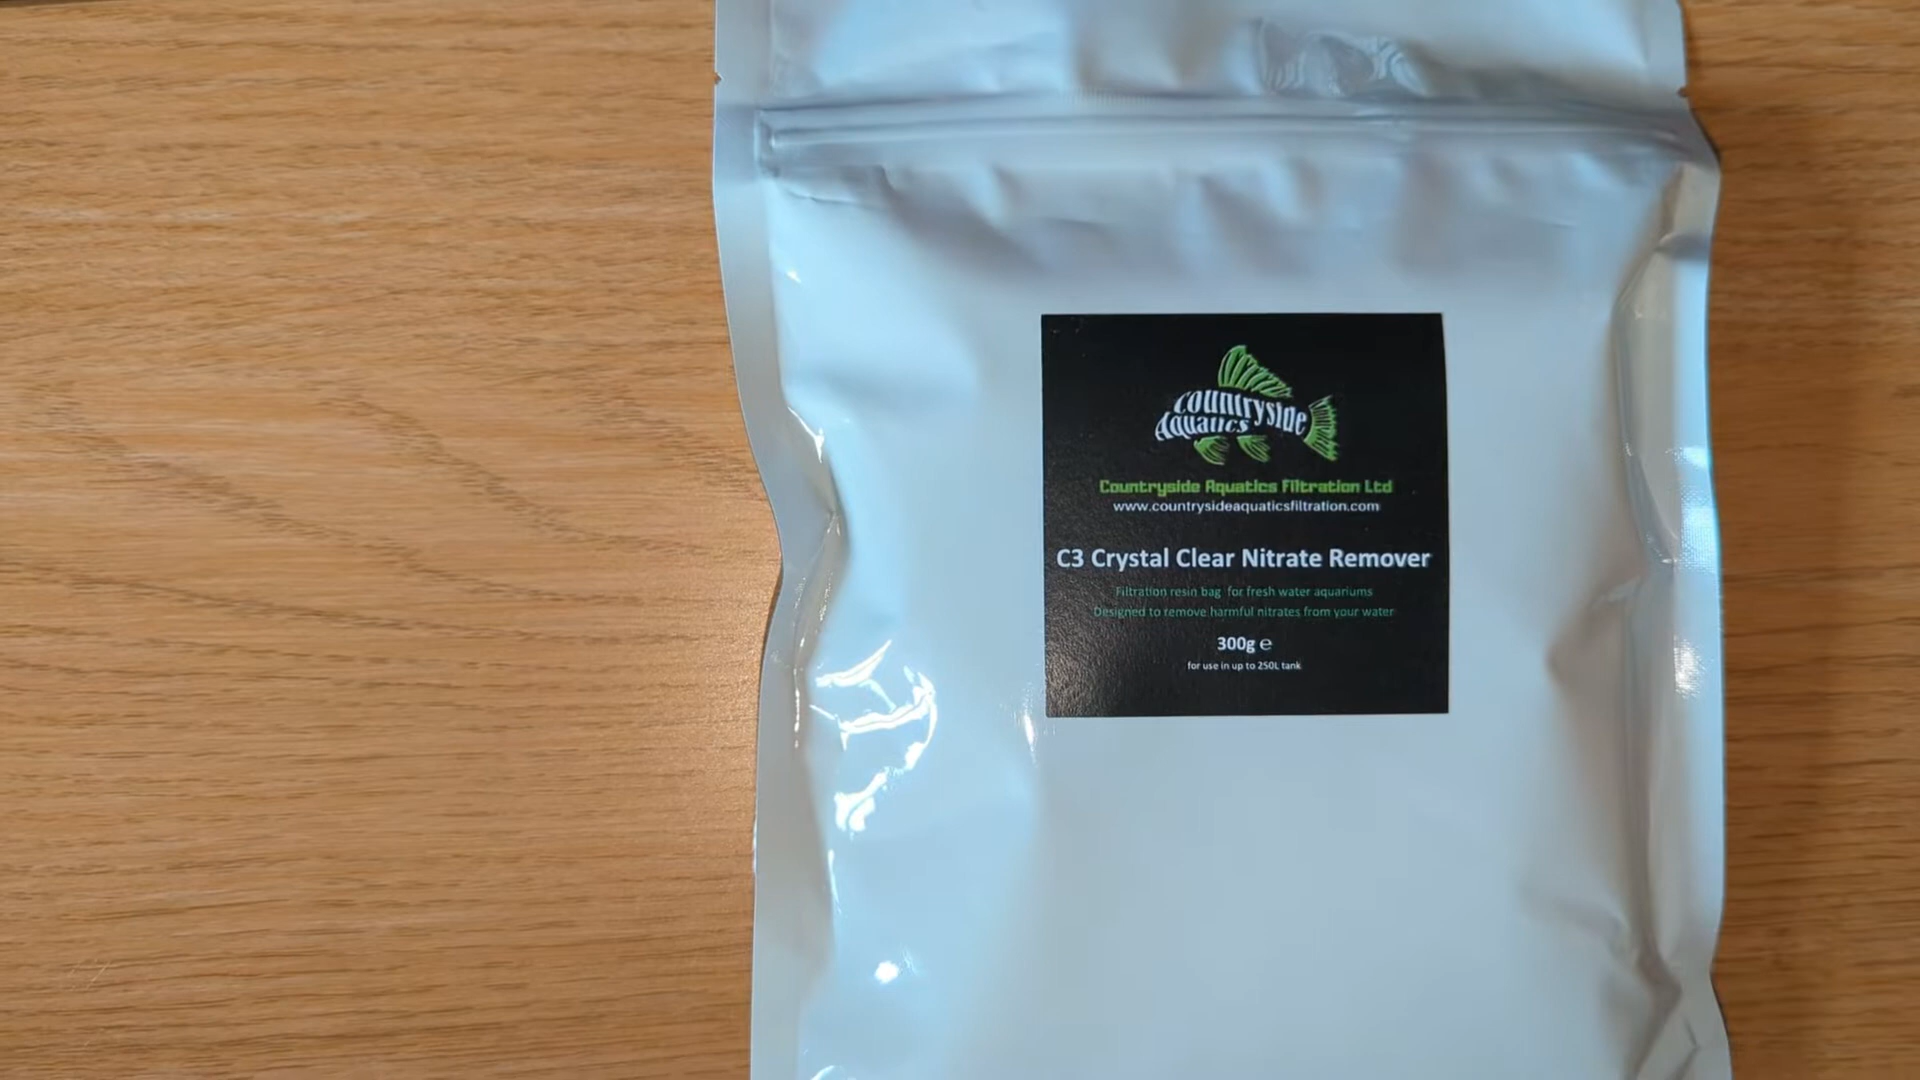 Countryside
Aquatics
Countryside Aquatics Filtration Ltd
www.countrysideaquaticsfiltration.com
C3 Crystal Clear Nitrate Remover
Filtration resin bag for fresh water aquariums
Designed to remove harmful nitrates from your water
300g ℮
for use in up to 250L tank